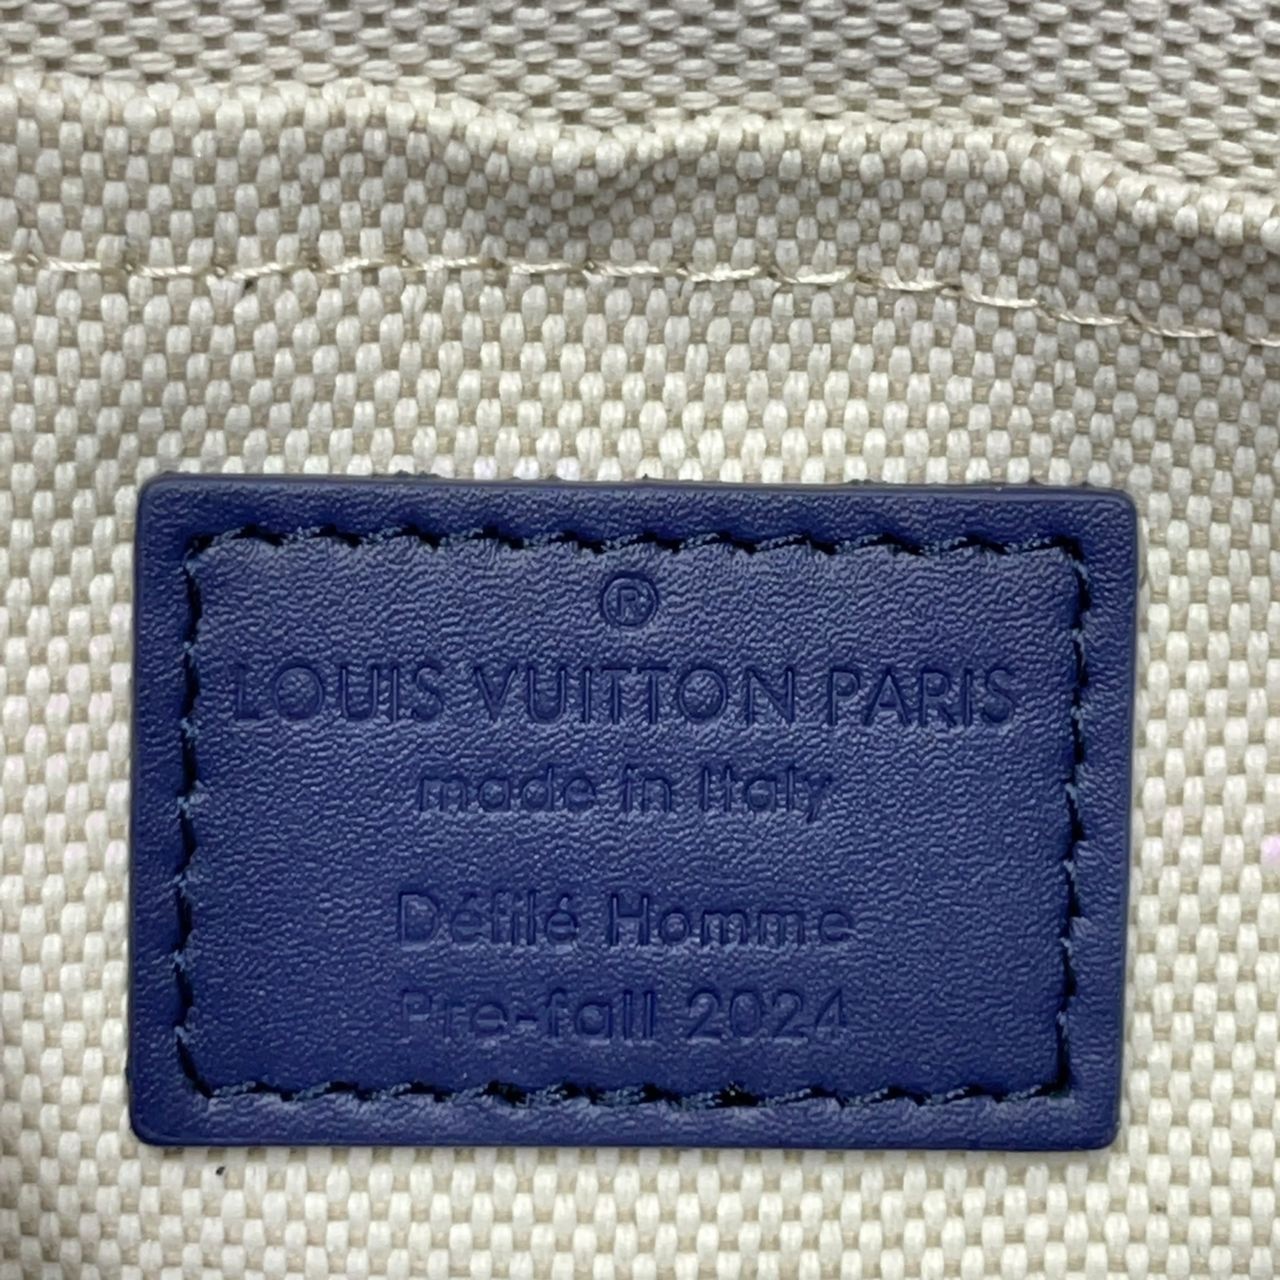 ®
LOUIS VUITTON PARIS
made in Italy
Défilé Homme
Pre-fall 2024